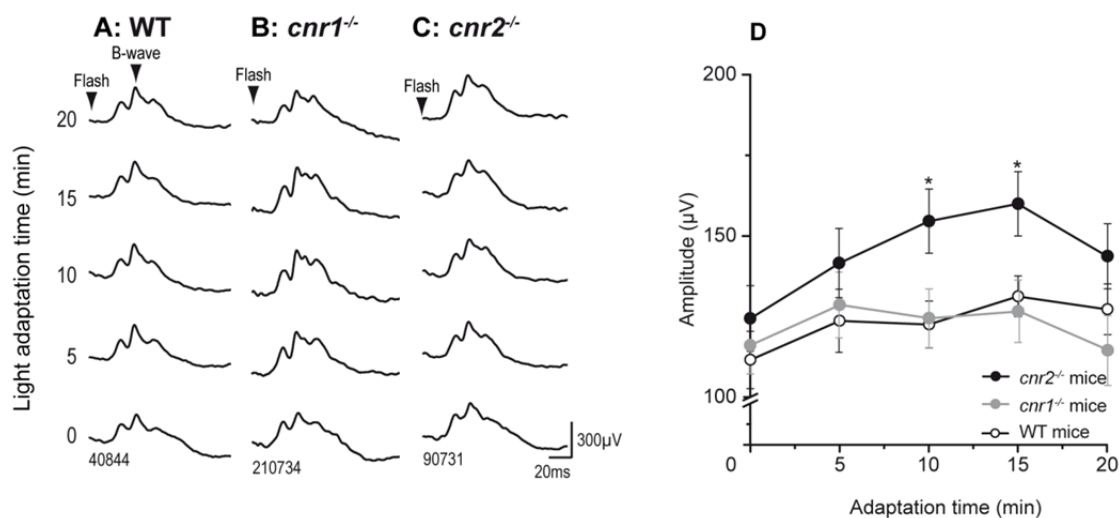 A: WT
B: cnr1-/-
C: cnr2-/-
D
B-wave
Flash
Flash
Flash
Light adaptation time (min)
20
15
10
5
0
40844
210734
90731
300µV
20ms
Amplitude (µV)
200
150
100
*
*
cnr2-/- mice
cnr1-/- mice
WT mice
0
5
10
15
20
Adaptation time (min)